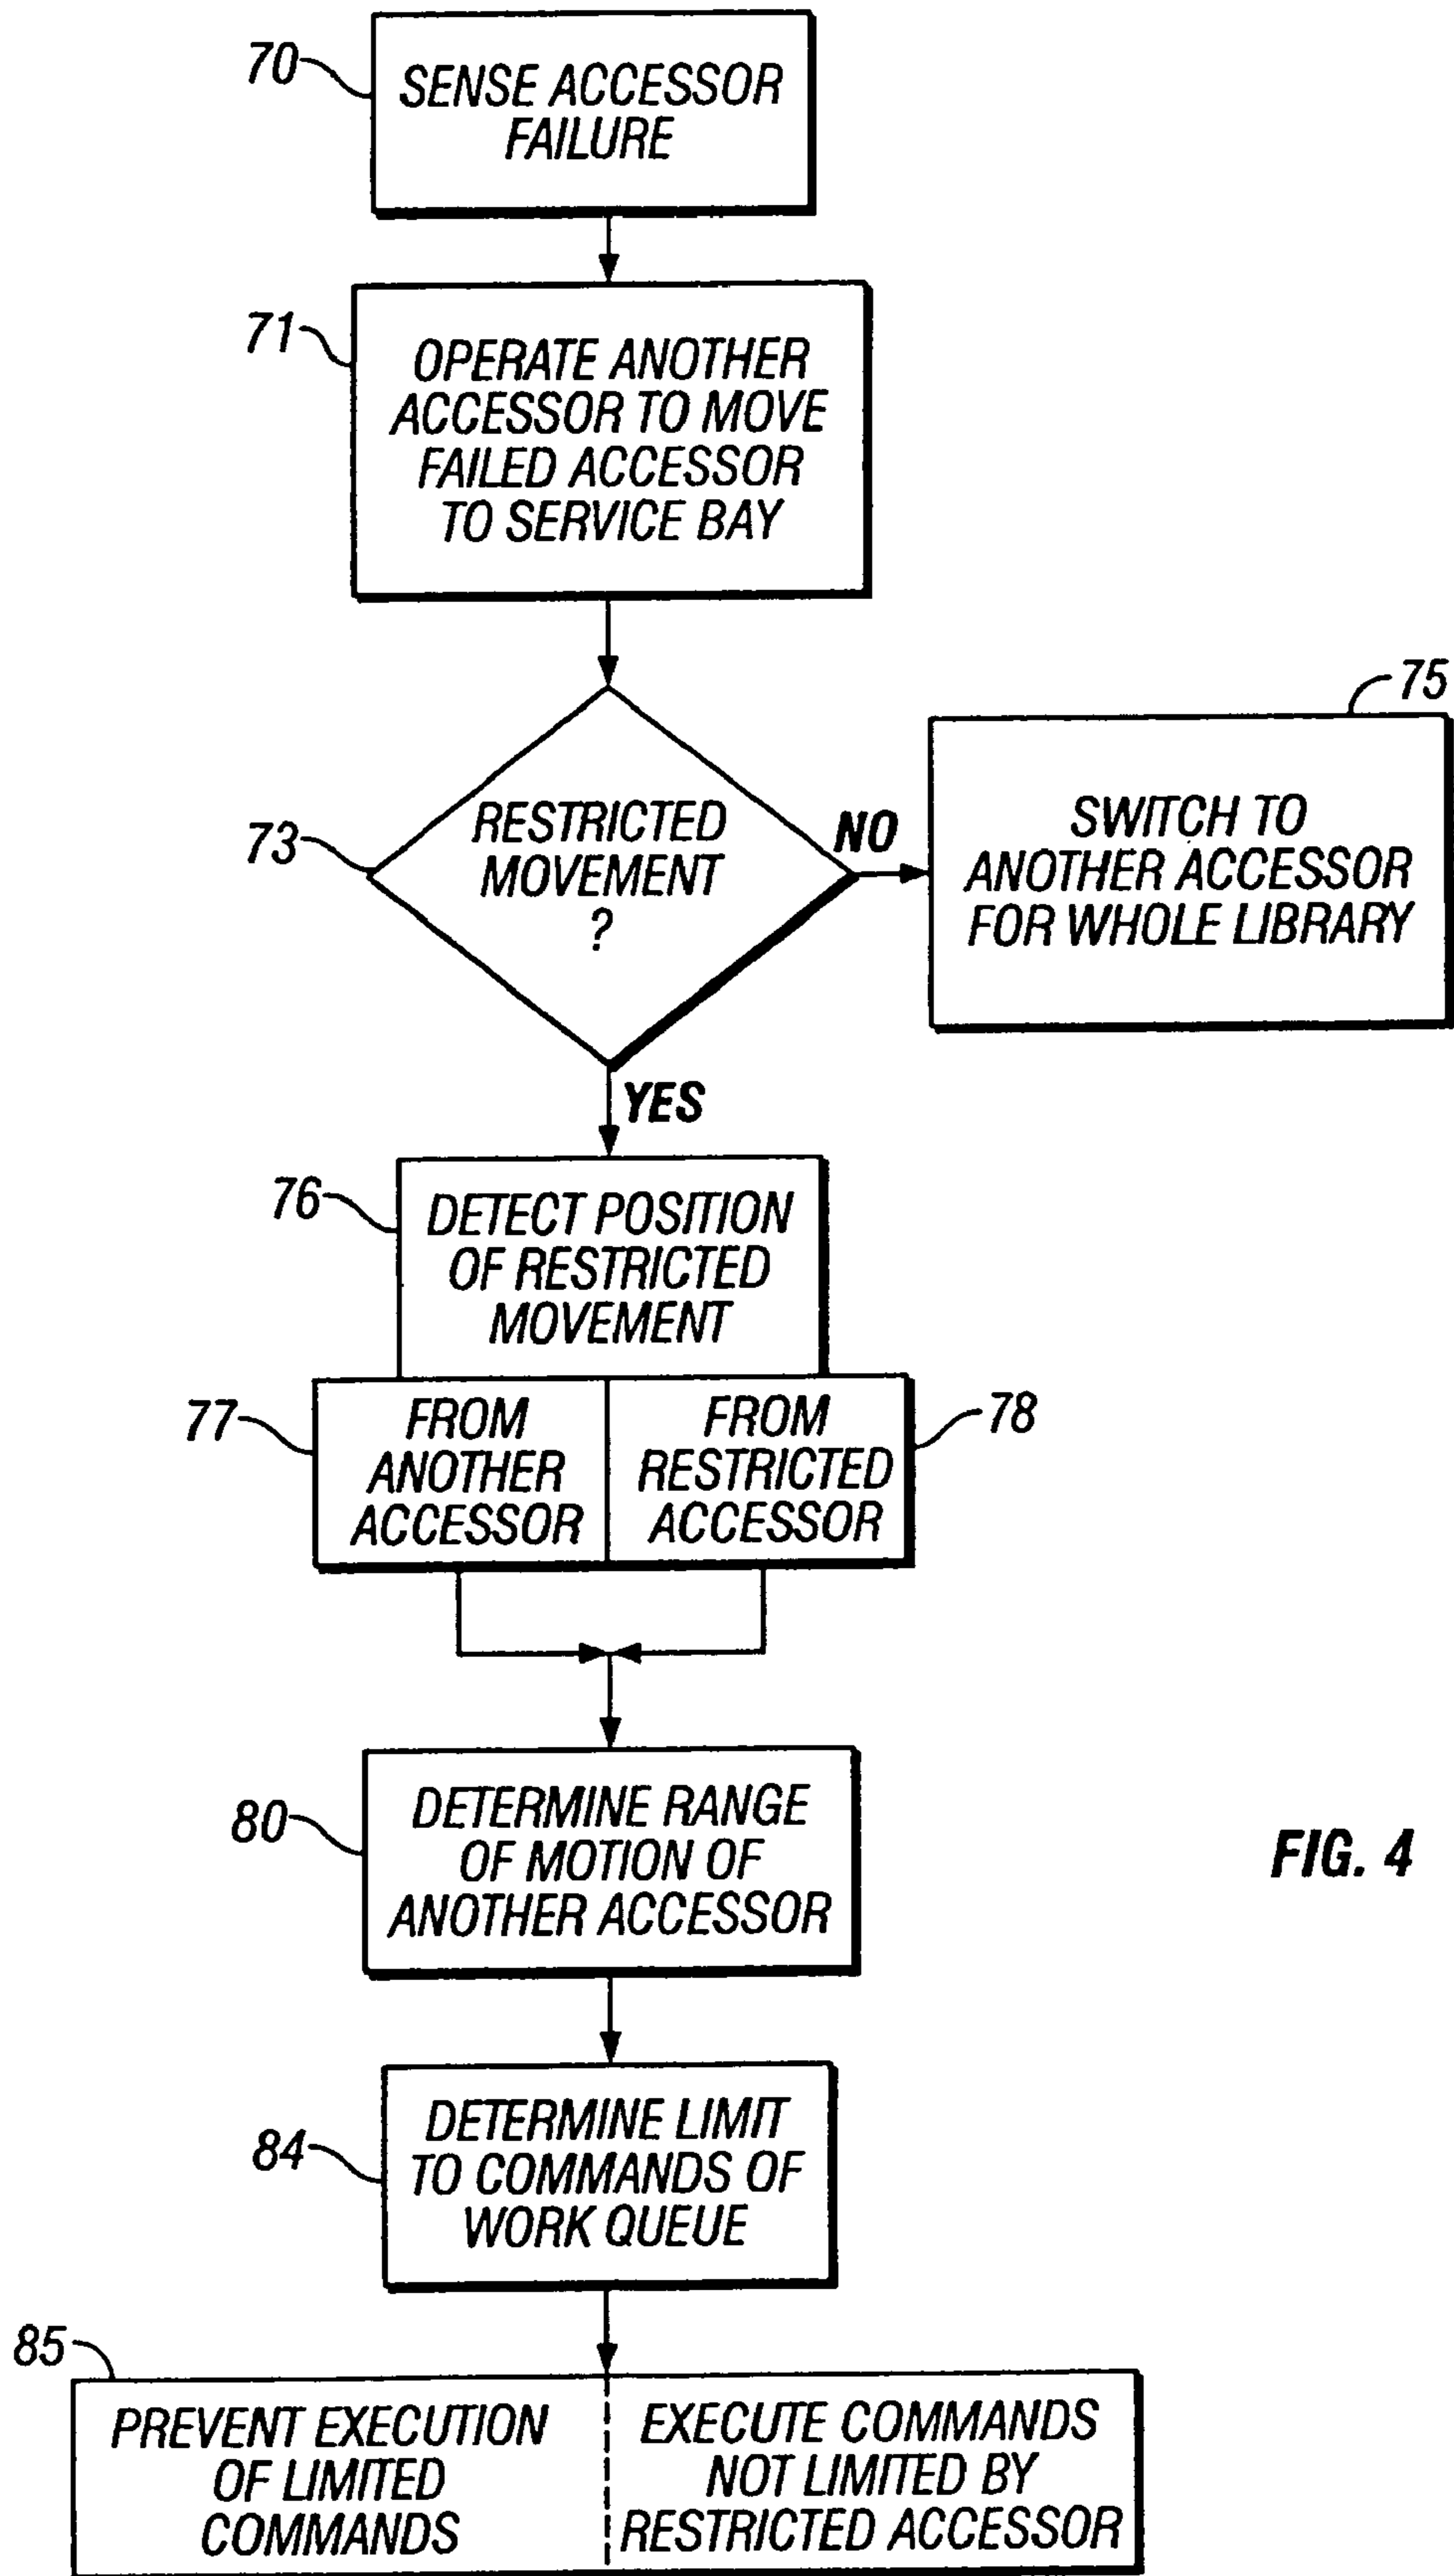 70
SENSE ACCESSOR
FAILURE
71
OPERATE ANOTHER
ACCESSOR TO MOVE
FAILED ACCESSOR
TO SERVICE BAY
73
RESTRICTED
MOVEMENT
?
NO
75
SWITCH TO
ANOTHER ACCESSOR
FOR WHOLE LIBRARY
YES
76
DETECT POSITION
OF RESTRICTED
MOVEMENT
77
FROM
ANOTHER
ACCESSOR
FROM
RESTRICTED
ACCESSOR
78
80
DETERMINE RANGE
OF MOTION OF
ANOTHER ACCESSOR
FIG. 4
84
DETERMINE LIMIT
TO COMMANDS OF
WORK QUEUE
85
PREVENT EXECUTION
OF LIMITED
COMMANDS
EXECUTE COMMANDS
NOT LIMITED BY
RESTRICTED ACCESSOR